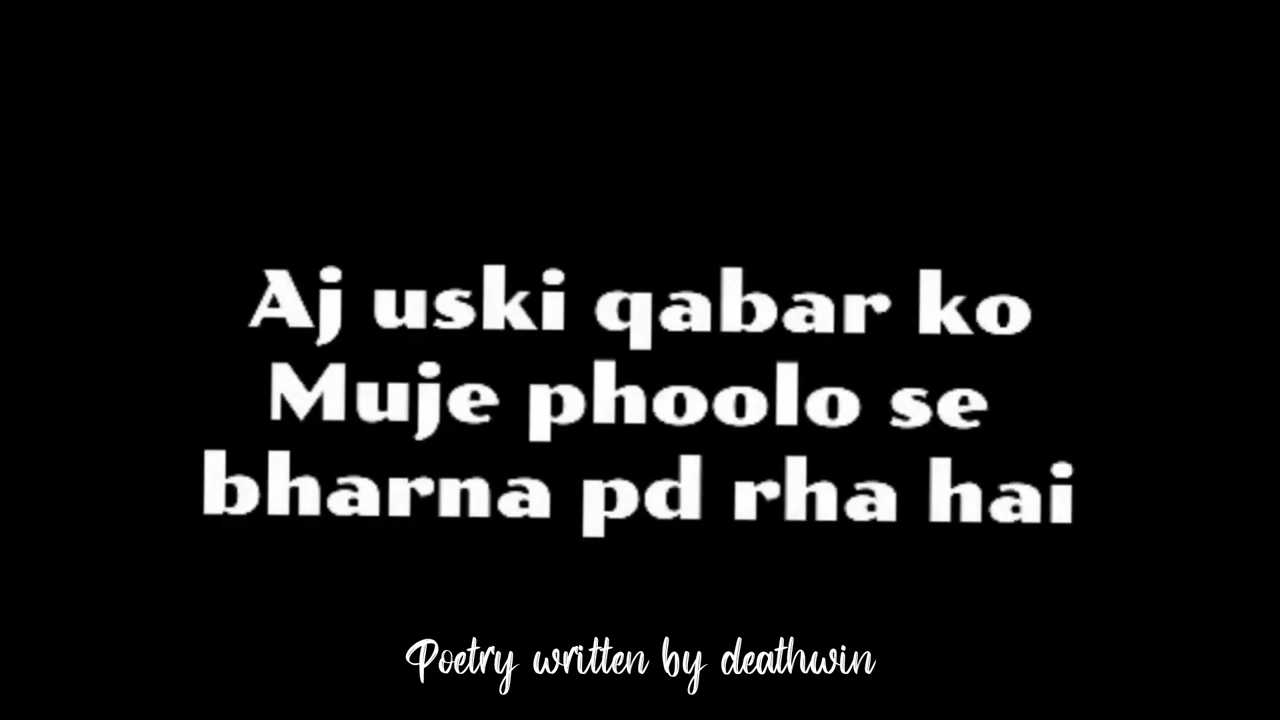 Aj uski qabar ko
Muje phoolo se
bharna pd rha hai
Poetry written by deathwin